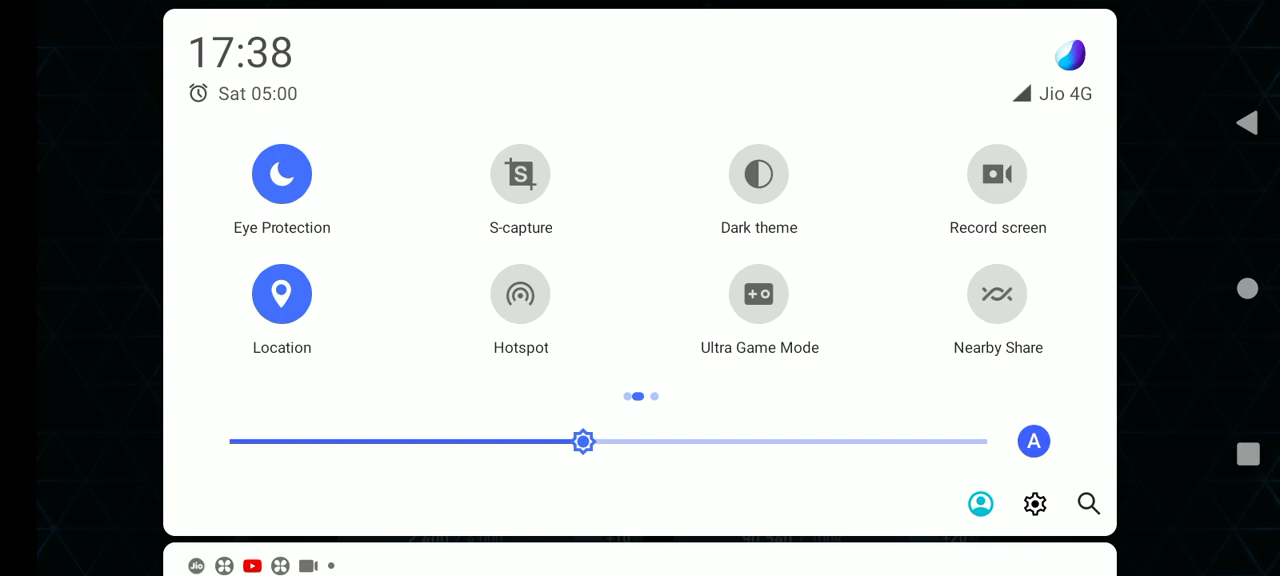 17:38
Sat 05:00
Jio 4G
Eye Protection
S-capture
Dark theme
Record screen
Location
Hotspot
Ultra Game Mode
Nearby Share
A
Jio